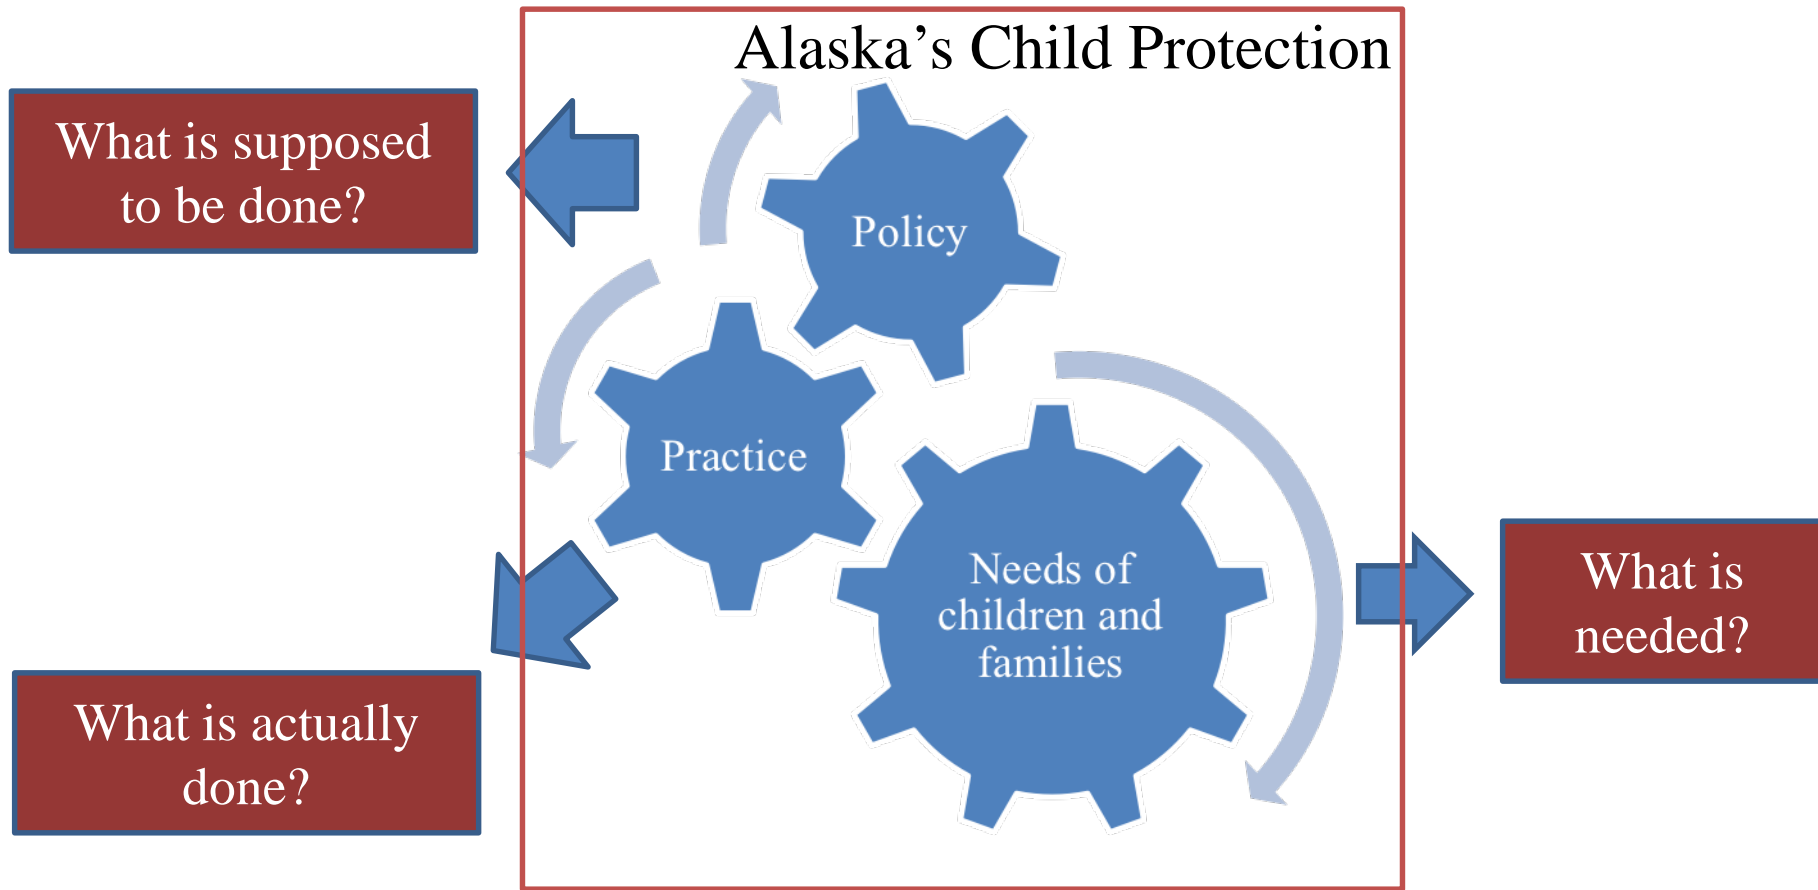 Alaska’s Child Protection
What is supposed
to be done?
Policy
Practice
Needs of
children and
families
What is
needed?
What is actually
done?